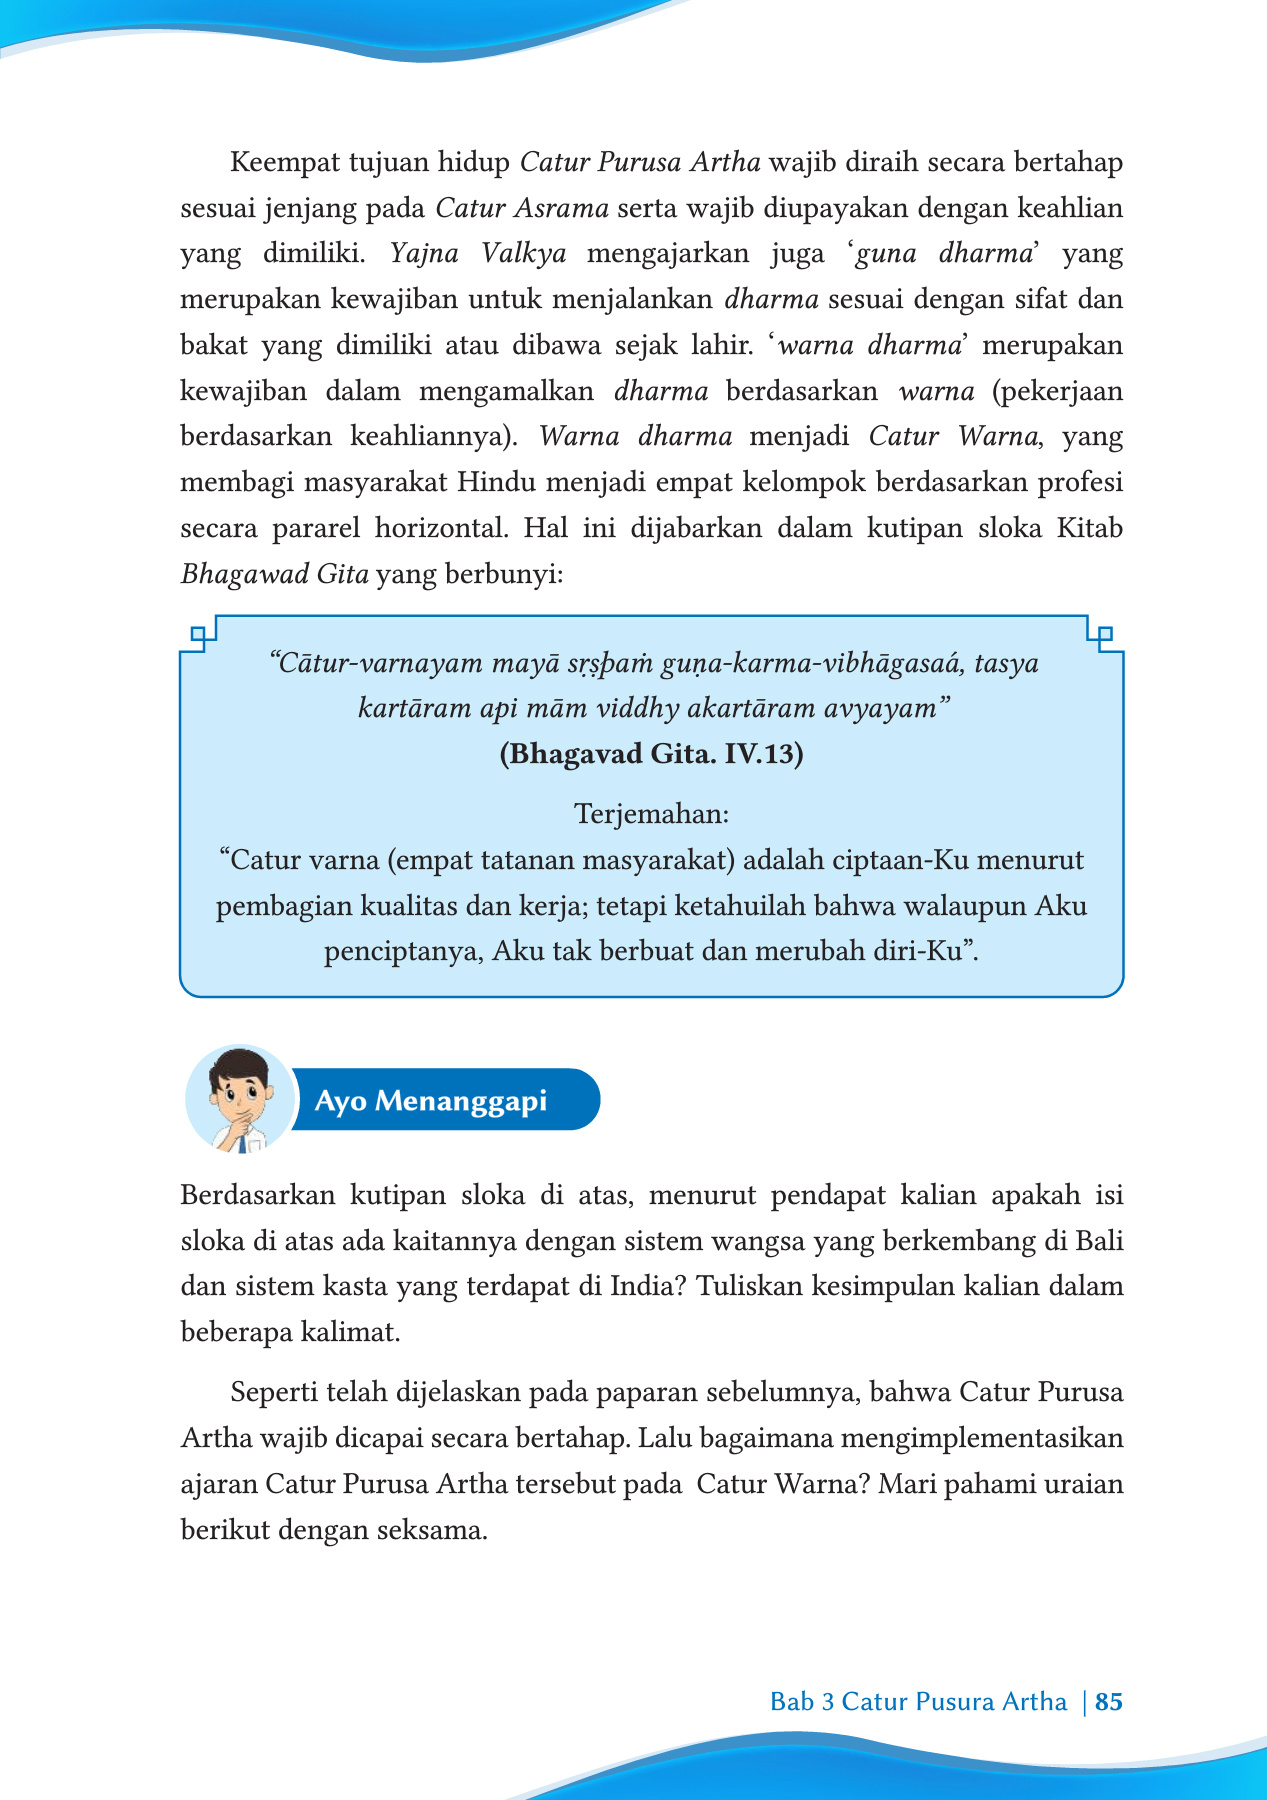 Keempat tujuan hidup Catur Purusa Artha wajib diraih secara bertahap
sesuai jenjang pada Catur Asrama serta wajib diupayakan dengan keahlian
yang dimiliki. Yajna Valkya mengajarkan juga ‘guna dharma’ yang
merupakan kewajiban untuk menjalankan dharma sesuai dengan sifat dan
bakat yang dimiliki atau dibawa sejak lahir. ‘warna dharma’ merupakan
kewajiban dalam mengamalkan dharma berdasarkan warna (pekerjaan
berdasarkan keahliannya). Warna dharma menjadi Catur Warna, yang
membagi masyarakat Hindu menjadi empat kelompok berdasarkan profesi
secara pararel horizontal. Hal ini dijabarkan dalam kutipan sloka Kitab
Bhagawad Gita yang berbunyi:
“Cātur-varnayam mayā sṛṣþaṁ guṇa-karma-vibhāgasaá, tasya
kartāram api mām viddhy akartāram avyayam”
(Bhagavad Gita. IV.13)
Terjemahan:
“Catur varna (empat tatanan masyarakat) adalah ciptaan-Ku menurut
pembagian kualitas dan kerja; tetapi ketahuilah bahwa walaupun Aku
penciptanya, Aku tak berbuat dan merubah diri-Ku”.
Ayo Menanggapi
Berdasarkan kutipan sloka di atas, menurut pendapat kalian apakah isi
sloka di atas ada kaitannya dengan sistem wangsa yang berkembang di Bali
dan sistem kasta yang terdapat di India? Tuliskan kesimpulan kalian dalam
beberapa kalimat.
Seperti telah dijelaskan pada paparan sebelumnya, bahwa Catur Purusa
Artha wajib dicapai secara bertahap. Lalu bagaimana mengimplementasikan
ajaran Catur Purusa Artha tersebut pada  Catur Warna? Mari pahami uraian
berikut dengan seksama.
Bab 3 Catur Pusura Artha | 85